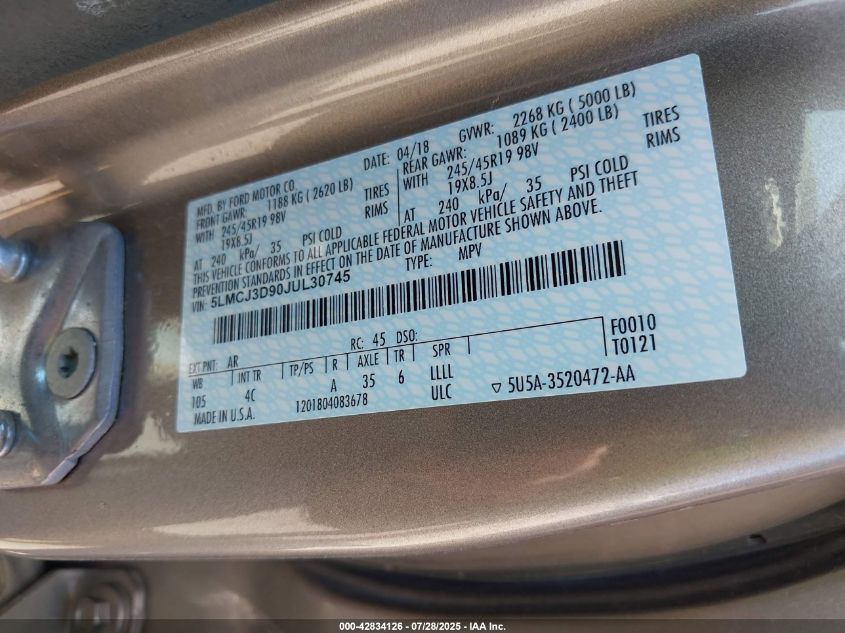 MFD. BY FORD MOTOR CO. DATE: 04/18 GVWR: 2268 KG ( 5000 LB)
FRONT GAWR: 1188 KG ( 2620 LB) REAR GAWR: 1089 KG ( 2400 LB)
WITH 245/45R19 98V TIRES WITH 245/45R19 98V TIRES
19X8.5J RIMS 19X8.5J RIMS
AT 240 kPa/ 35 PSI COLD AT 240 kPa/ 35 PSI COLD
THIS VEHICLE CONFORMS TO ALL APPLICABLE FEDERAL MOTOR VEHICLE SAFETY AND THEFT
PREVENTION STANDARDS IN EFFECT ON THE DATE OF MANUFACTURE SHOWN ABOVE.
VIN: 5LMCJ3D90JUL30745 TYPE: MPV
EXT PNT: AR RC: 45 DSO: F0010
WB INT TR TP/PS R AXLE TR SPR T0121
105 4C A 35 6 LLLL
ULC
MADE IN U.S.A. 1201804083678 5U5A-3520472-AA
000-42834126 - 07/28/2025 - IAA Inc.